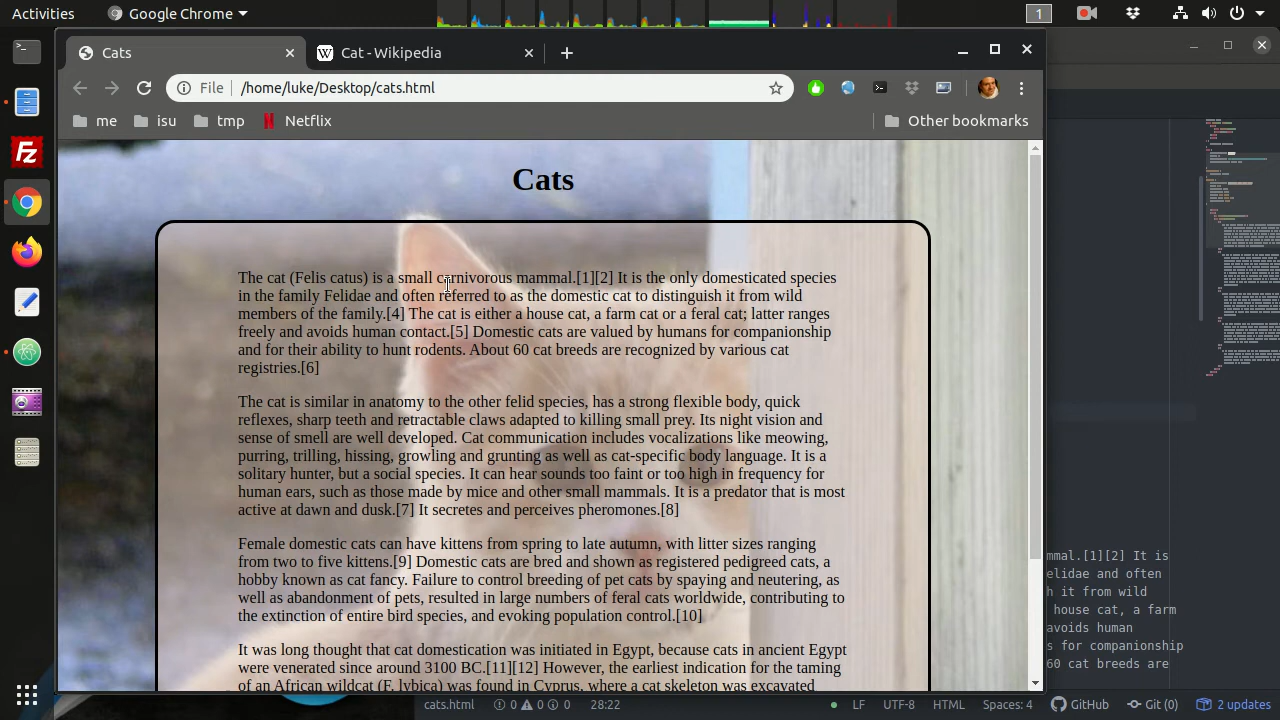 Activities
Google Chrome
1
Cats
Cat - Wikipedia
File
/home/luke/Desktop/cats.html
me
isu
tmp
Netflix
Other bookmarks
Cats
The cat (Felis catus) is a small carnivorous mammal.[1][2] It is the only domesticated species
in the family Felidae and often referred to as the domestic cat to distinguish it from wild
members of the family.[4] The cat is either a house cat, a farm cat or a feral cat; latter ranges
freely and avoids human contact.[5] Domestic cats are valued by humans for companionship
and for their ability to hunt rodents. About 60 cat breeds are recognized by various cat
registries.[6]
The cat is similar in anatomy to the other felid species, has a strong flexible body, quick
reflexes, sharp teeth and retractable claws adapted to killing small prey. Its night vision and
sense of smell are well developed. Cat communication includes vocalizations like meowing,
purring, trilling, hissing, growling and grunting as well as cat-specific body language. It is a
solitary hunter, but a social species. It can hear sounds too faint or too high in frequency for
human ears, such as those made by mice and other small mammals. It is a predator that is most
active at dawn and dusk.[7] It secretes and perceives pheromones.[8]
Female domestic cats can have kittens from spring to late autumn, with litter sizes ranging
from two to five kittens.[9] Domestic cats are bred and shown as registered pedigreed cats, a
hobby known as cat fancy. Failure to control breeding of pet cats by spaying and neutering, as
well as abandonment of pets, resulted in large numbers of feral cats worldwide, contributing to
the extinction of entire bird species, and evoking population control.[10]
It was long thought that cat domestication was initiated in Egypt, because cats in ancient Egypt
were venerated since around 3100 BC.[11][12] However, the earliest indication for the taming
of an African wildcat (F. lybica) was found in Cyprus, where a cat skeleton was excavated
mmal.[1][2] It is
elidae and often
h it from wild
house cat, a farm
avoids human
s for companionship
60 cat breeds are
cats.html
0
0
0
28:22
LF
UTF-8
HTML
Spaces: 4
GitHub
Git (0)
2 updates